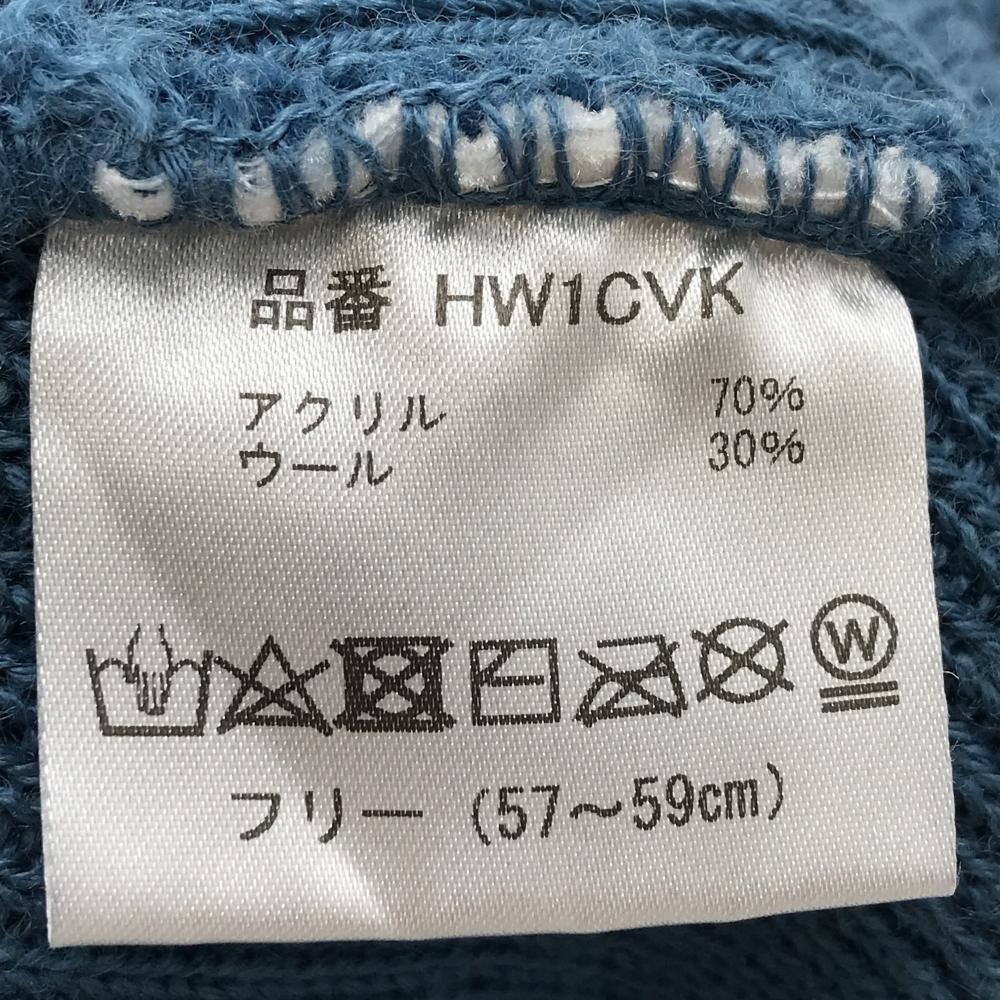 品番 HW1CVK
アクリル 70%
ウール 30%
W
フリー (57～59cm)